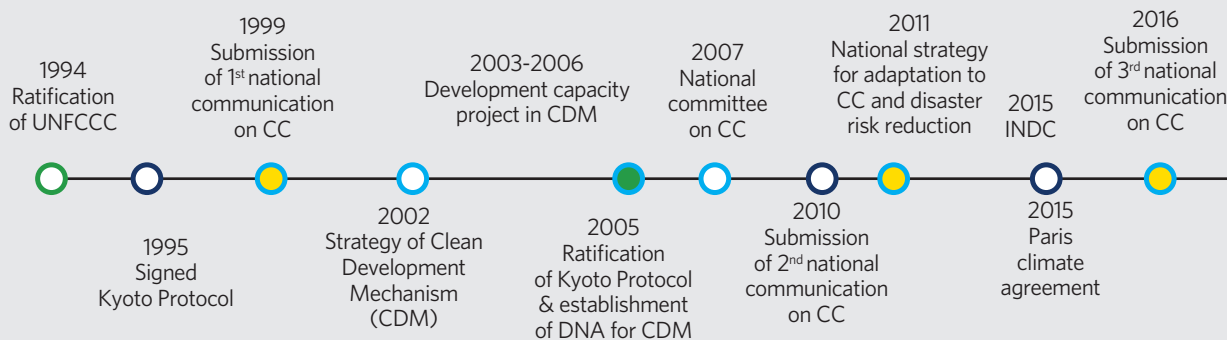 1994
Ratification
of UNFCCC
1995
Signed
Kyoto Protocol
1999
Submission
of 1st national
communication
on CC
2002
Strategy of Clean
Development
Mechanism
(CDM)
2003-2006
Development capacity
project in CDM
2005
Ratification
of Kyoto Protocol
& establishment
of DNA for CDM
2007
National
committee
on CC
2010
Submission
of 2nd national
communication
on CC
2011
National strategy
for adaptation to
CC and disaster
risk reduction
2015
INDC
2015
Paris
climate
agreement
2016
Submission
of 3rd national
communication
on CC